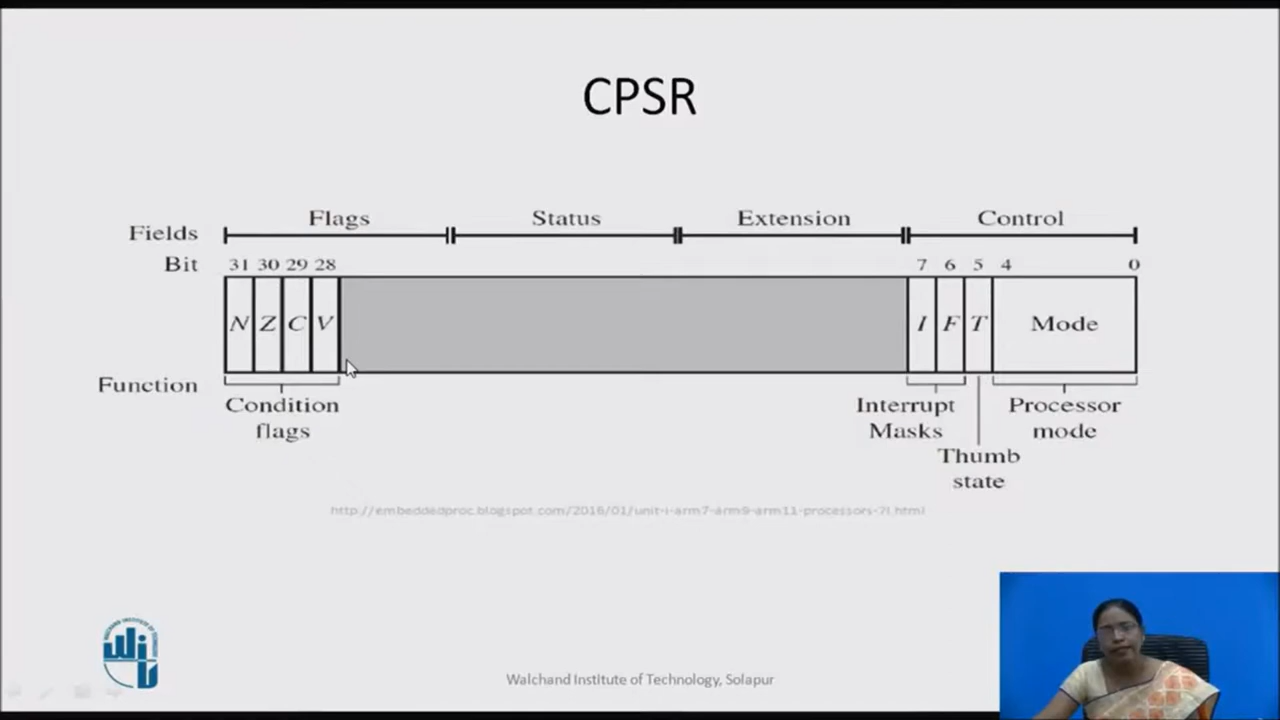 CPSR
Flags Status Extension Control
Fields
Bit 31 30 29 28 7 6 5 4 0
N Z C V I F T Mode
Function
Condition Interrupt Processor
flags Masks mode
Thumb
state
http://embeddedproc.blogspot.com/2016/01/unit-i-arm7-arm9-arm11-processors-7l.html
Walchand Institute of Technology, Solapur